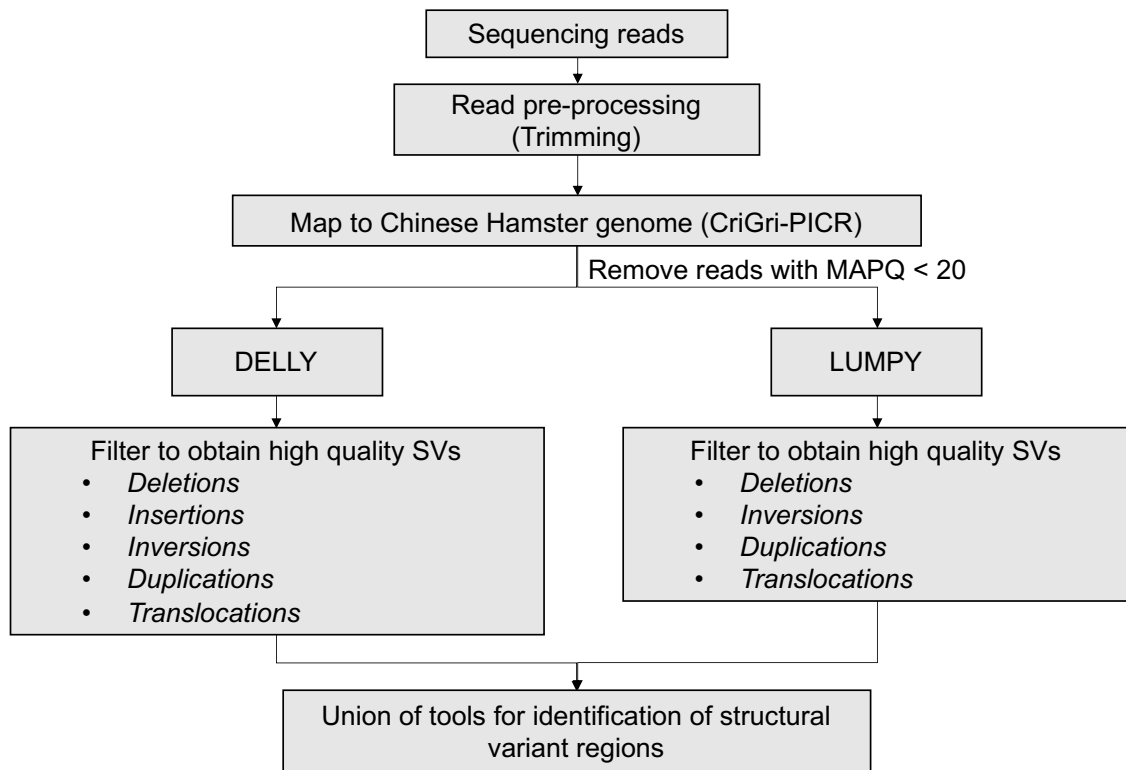 Sequencing reads
Read pre-processing
(Trimming)
Map to Chinese Hamster genome (CriGri-PICR)
Remove reads with MAPQ < 20
DELLY
LUMPY
Filter to obtain high quality SVs
• Deletions
• Insertions
• Inversions
• Duplications
• Translocations
Filter to obtain high quality SVs
• Deletions
• Inversions
• Duplications
• Translocations
Union of tools for identification of structural
variant regions